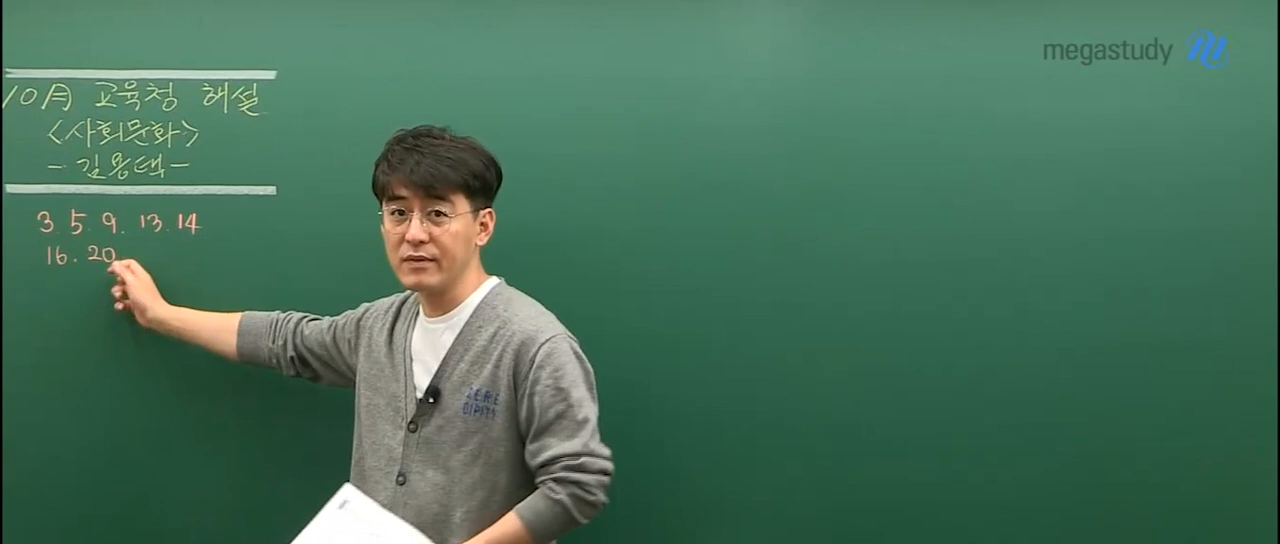 megastudy
10月 교육청 해설
<사회문화>
-김용택-
3. 5. 9. 13. 14
16. 20.